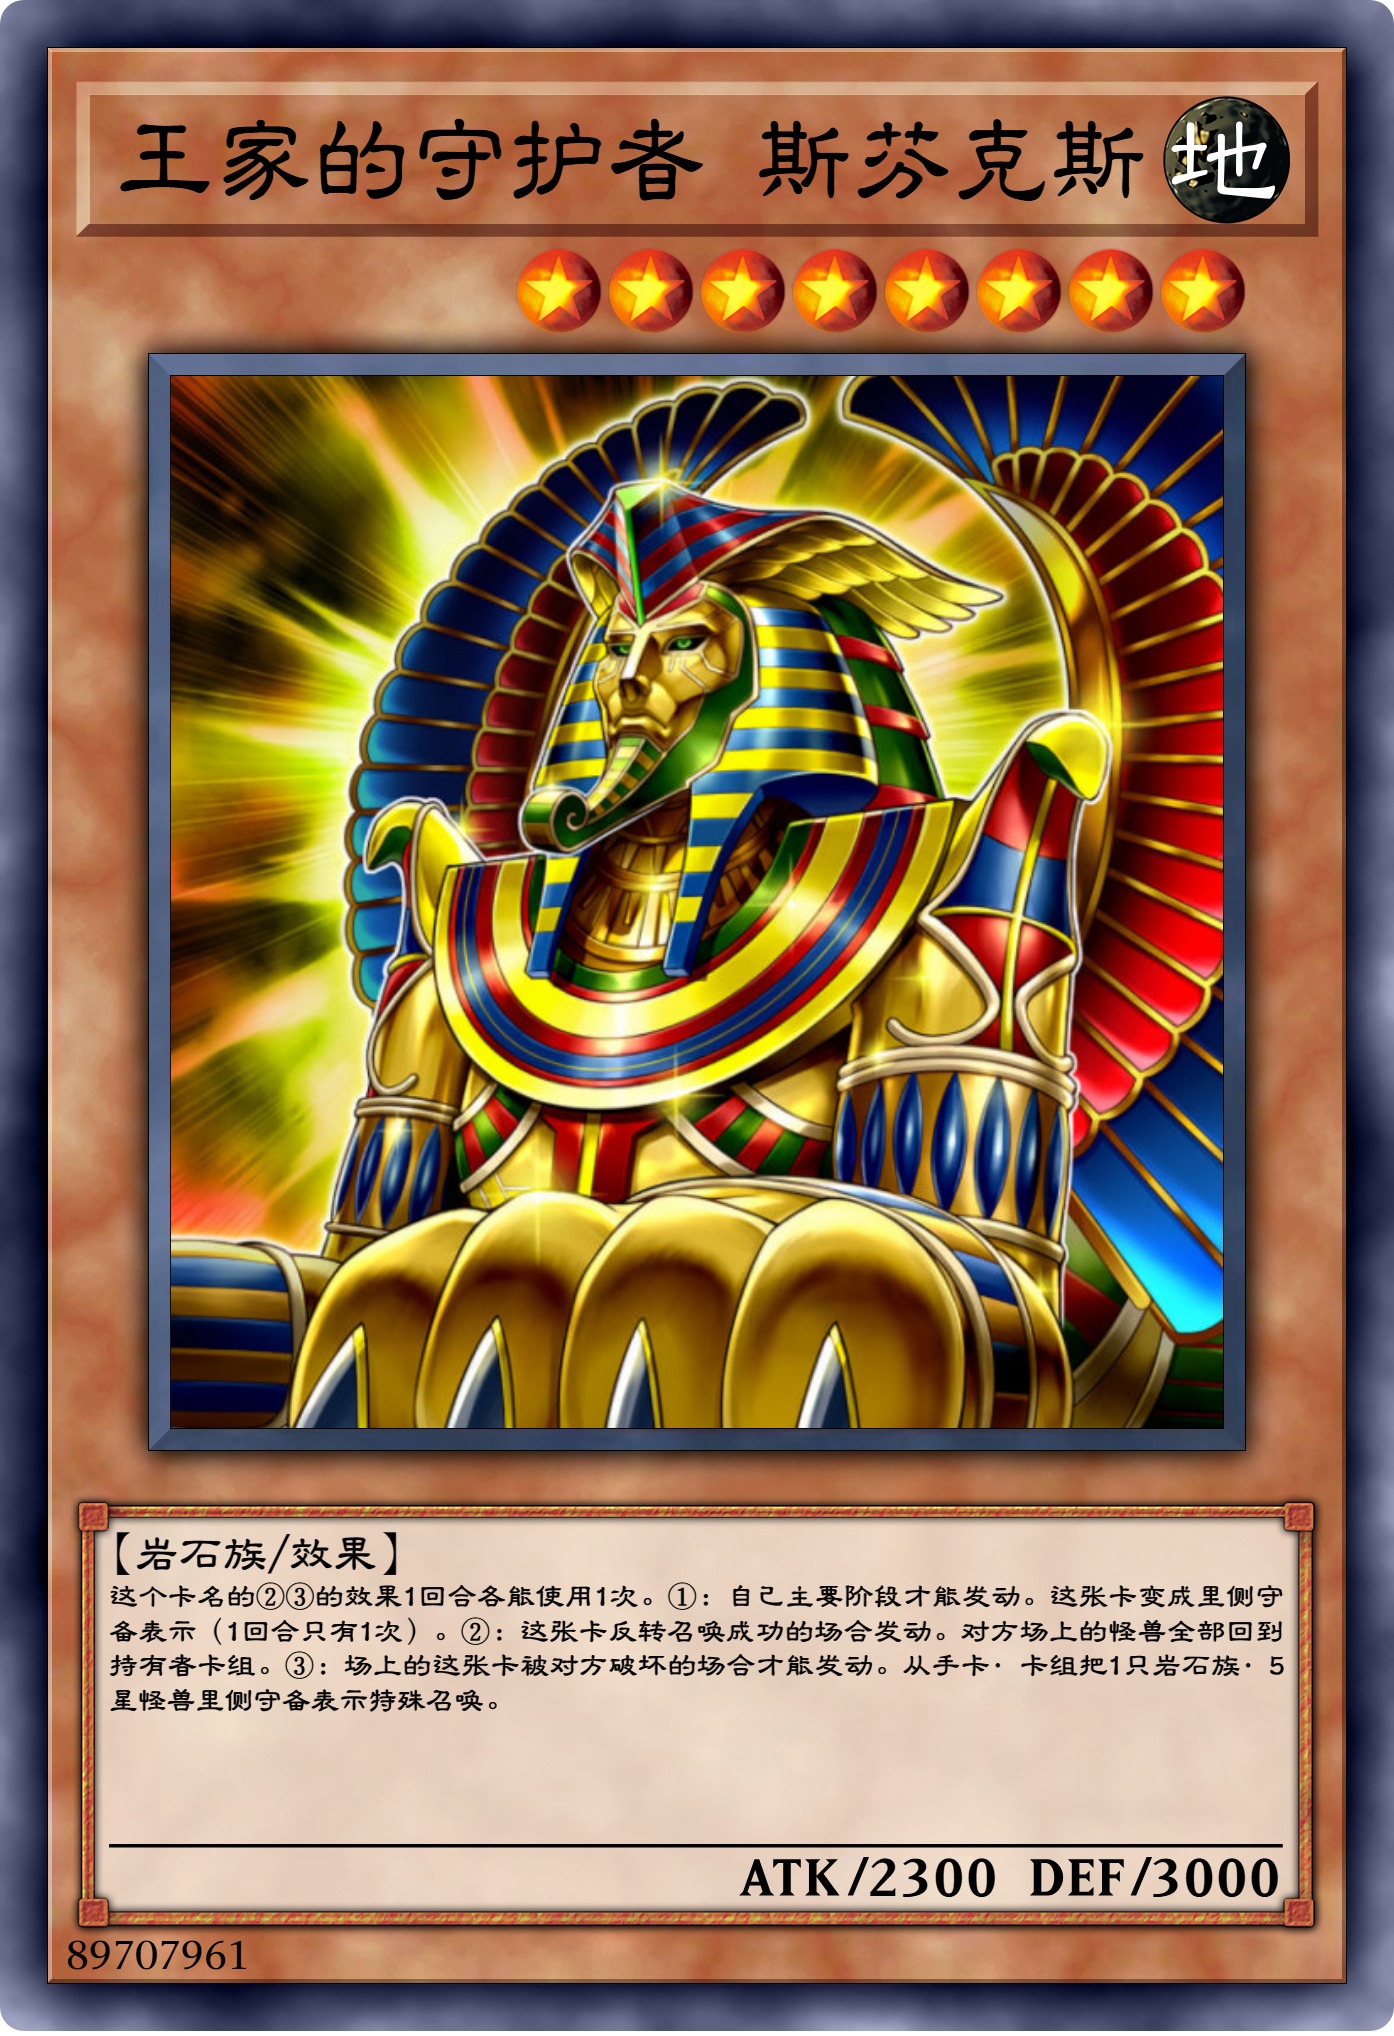 王家的守护者 斯芬克斯 地
【岩石族/效果】
这个卡名的②③的效果1回合各能使用1次。①：自己主要阶段才能发动。这张卡变成里侧守
备表示（1回合只有1次）。②：这张卡反转召唤成功的场合发动。对方场上的怪兽全部回到
持有者卡组。③：场上的这张卡被对方破坏的场合才能发动。从手卡·卡组把1只岩石族·5
星怪兽里侧守备表示特殊召唤。
ATK/2300 DEF/3000
89707961